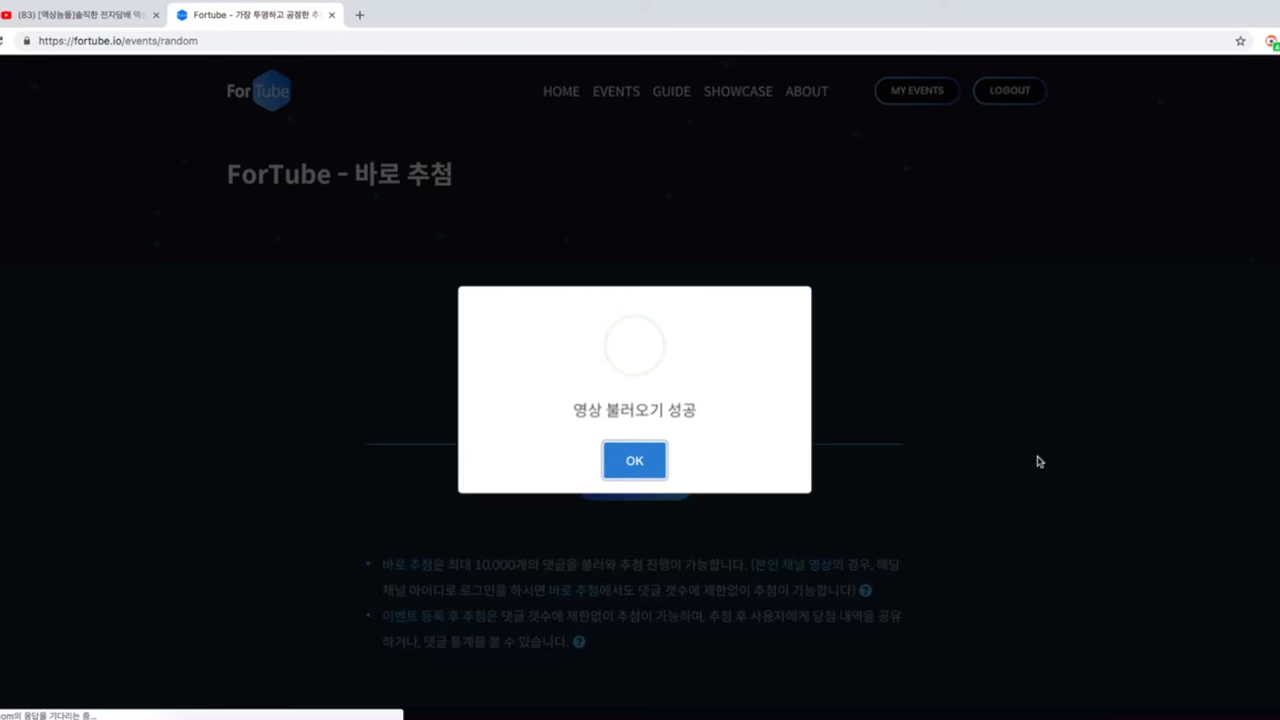 (83) [액상놈들]솔직한 전자담배
Fortube - 가장 투명하고 공정한 추
https://fortube.io/events/random
ForTube
HOME EVENTS GUIDE SHOWCASE ABOUT MY EVENTS LOGOUT
ForTube - 바로 추첨
영상 불러오기 성공
OK
바로 추첨은 최대 10,000개의 댓글을 불러와 추첨 진행이 가능합니다. (본인 채널 영상의 경우, 해당
채널 아이디로 로그인을 하시면 바로 추첨에서도 댓글 갯수에 제한없이 추첨이 가능합니다) ?
이벤트 등록 후 추첨은 댓글 갯수에 제한없이 추첨이 가능하며, 추첨 후 사용자에게 당첨 내역을 공유
하거나, 댓글 통계를 볼 수 있습니다. ?
om의 응답을 기다리는 중...